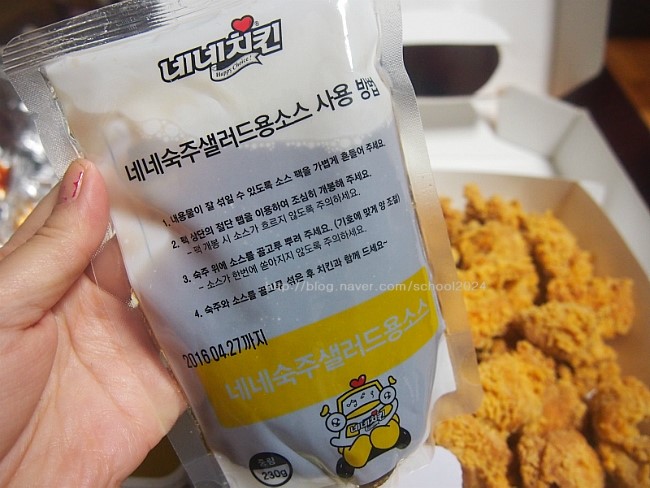 네네치킨
Happy Choice!
네네숙주샐러드용소스 사용 방법
1. 내용물이 잘 섞일 수 있도록 소스 팩을 가볍게 흔들어 주세요.
2. 팩 상단의 절단 탭을 이용하여 조심히 개봉해 주세요.
- 팩 개봉 시 소스가 흐르지 않도록 주의하세요.
3. 숙주 위에 소스를 골고루 뿌려 주세요. (기호에 맞게 양 조절)
- 소스가 한번에 쏟아지지 않도록 주의하세요.
4. 숙주와 소스를 골고루 섞은 후 치킨과 함께 드세요~
http://blog.naver.com/school2624
2016.04.27까지
네네숙주샐러드용소스
네네치킨
중량
230g